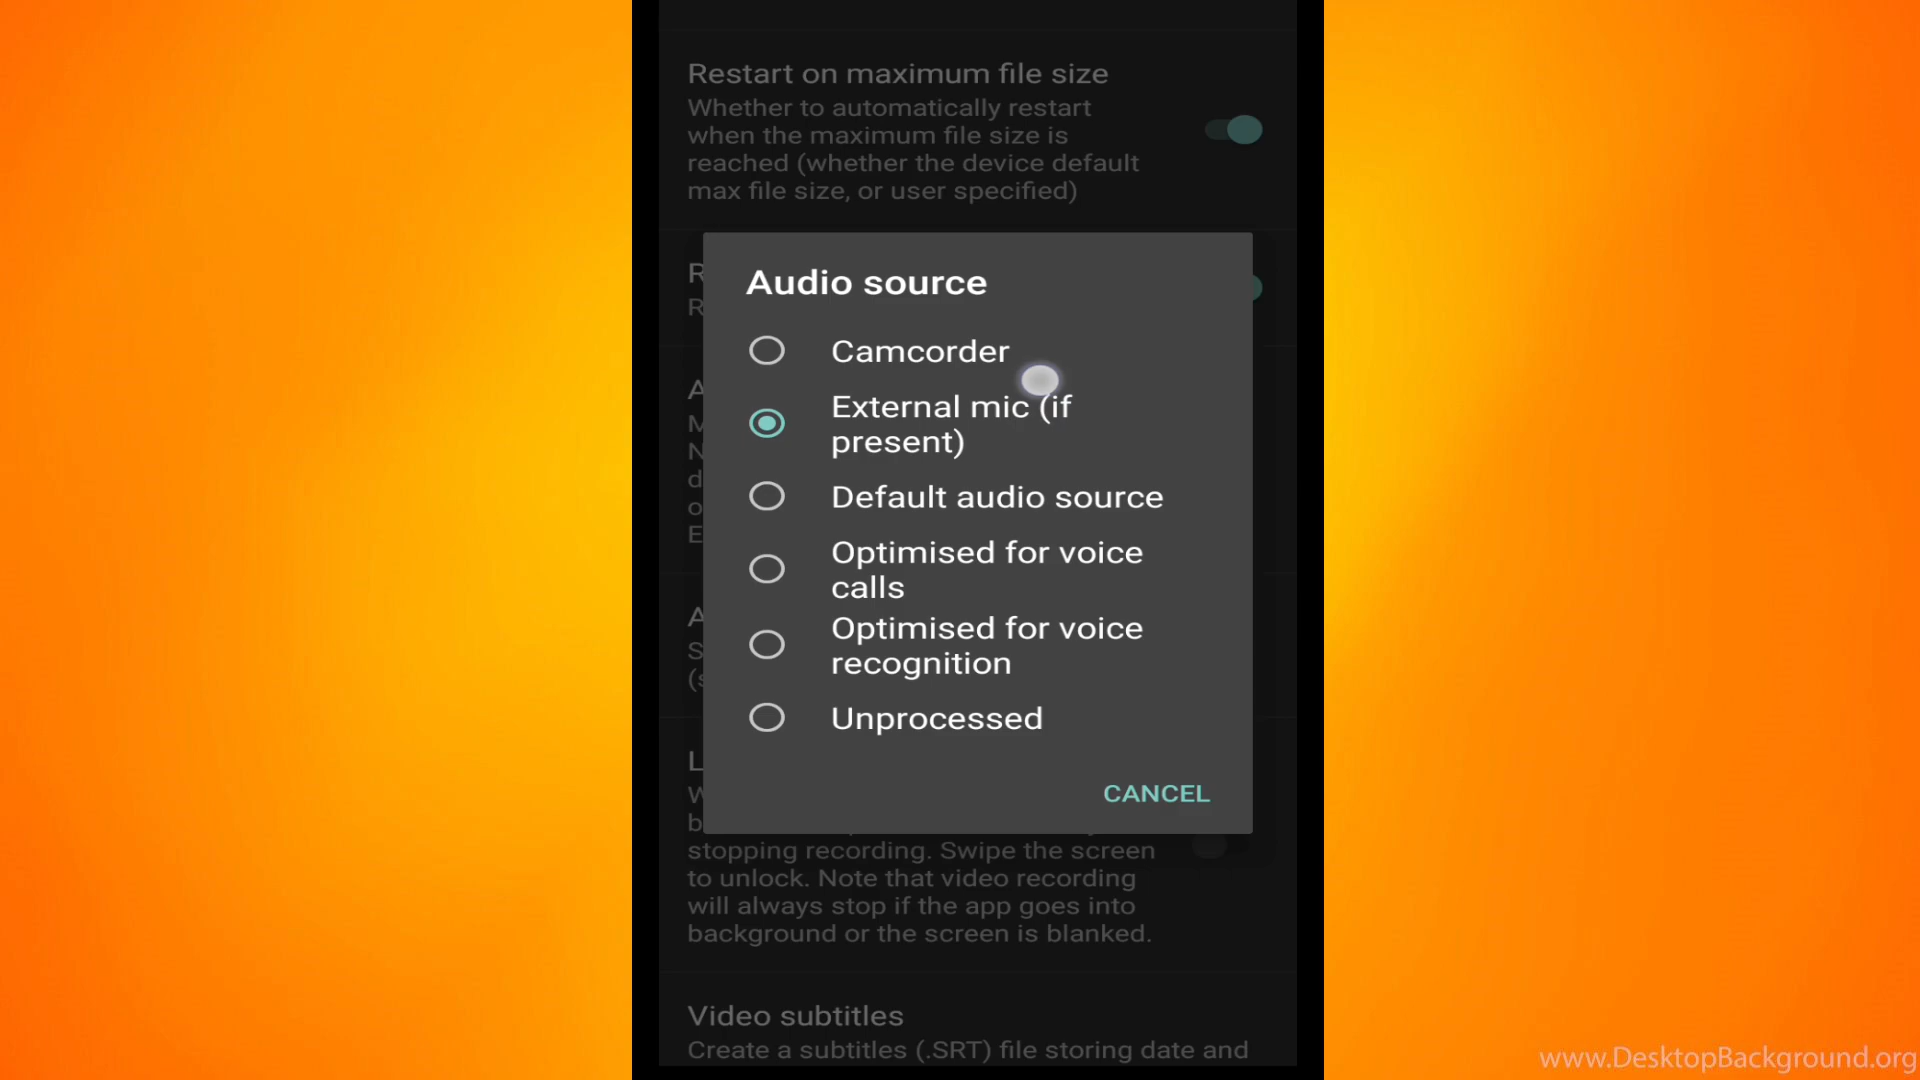 Restart on maximum file size
Whether to automatically restart
when the maximum file size is
reached (whether the device default
max file size, or user specified)
R
R
Audio source
Camcorder
A
External mic (if
present)
M
N
d
Default audio source
o
E
Optimised for voice
calls
A
Optimised for voice
recognition
S
(s
Unprocessed
L
W
CANCEL
b
stopping recording. Swipe the screen
to unlock. Note that video recording
will always stop if the app goes into
background or the screen is blanked.
Video subtitles
Create a subtitles (.SRT) file storing date and
www.DesktopBackground.org